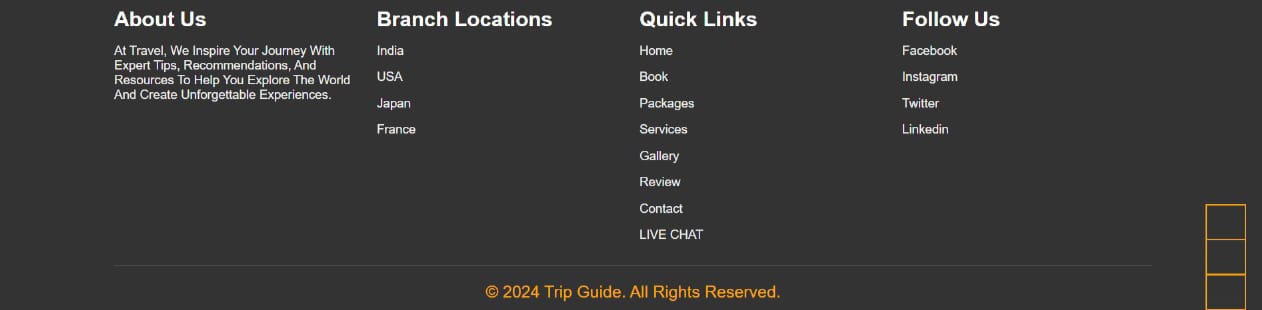 About Us
At Travel, We Inspire Your Journey With
Expert Tips, Recommendations, And
Resources To Help You Explore The World
And Create Unforgettable Experiences.
Branch Locations
India
USA
Japan
France
Quick Links
Home
Book
Packages
Services
Gallery
Review
Contact
LIVE CHAT
Follow Us
Facebook
Instagram
Twitter
Linkedin
© 2024 Trip Guide. All Rights Reserved.